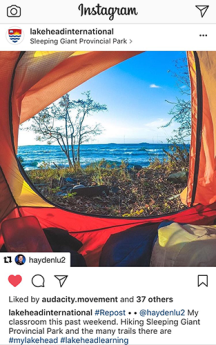 Instagram
lakeheadinternational
Sleeping Giant Provincial Park >
haydenlu2
Liked by audacity.movement and 37 others
lakeheadinternational #Repost • • @haydenlu2 My
classroom this past weekend. Hiking Sleeping Giant
Provincial Park and the many trails there are
#mylakehead #lakeheadlearning